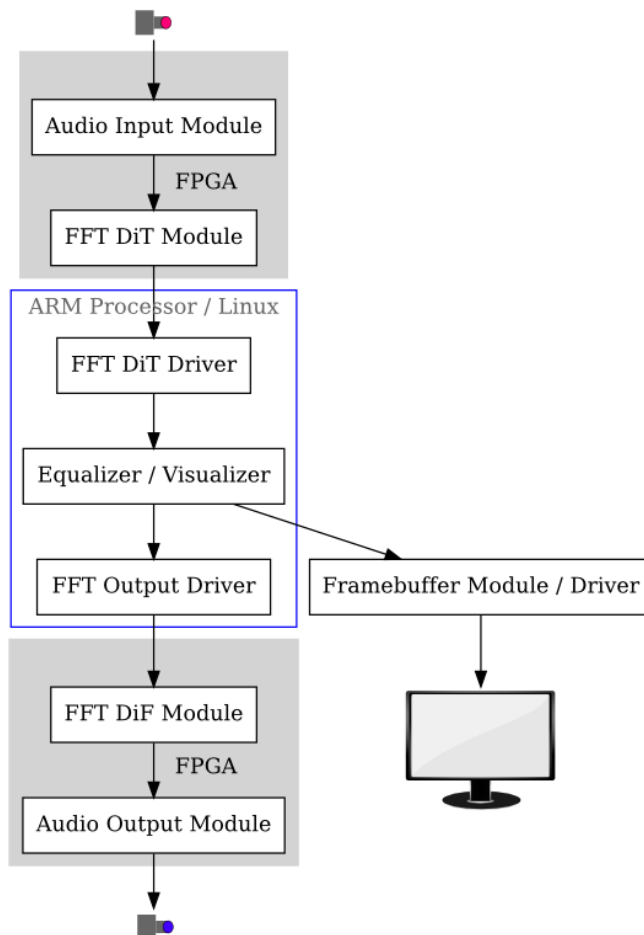 Audio Input Module
FPGA
FFT DiT Module
ARM Processor / Linux
FFT DiT Driver
Equalizer / Visualizer
FFT Output Driver
Framebuffer Module / Driver
FFT DiF Module
FPGA
Audio Output Module